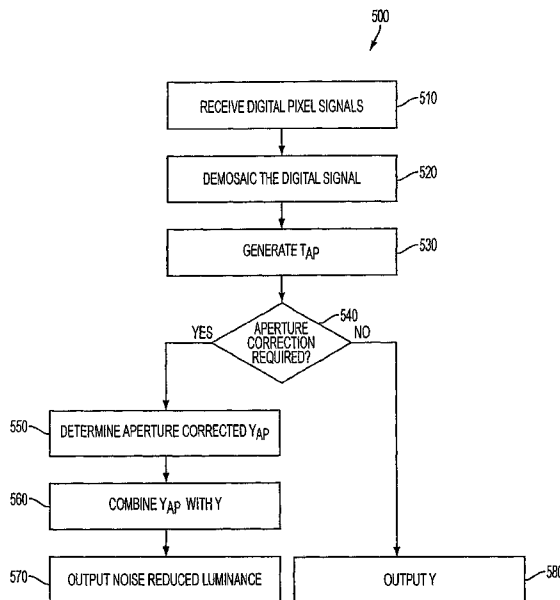 500
RECEIVE DIGITAL PIXEL SIGNALS
510
DEMOSAIC THE DIGITAL SIGNAL
520
GENERATE TAP
530
540
YES
APERTURE
CORRECTION
REQUIRED?
NO
550
DETERMINE APERTURE CORRECTED YAP
560
COMBINE YAP WITH Y
570
OUTPUT NOISE REDUCED LUMINANCE
OUTPUT Y
580